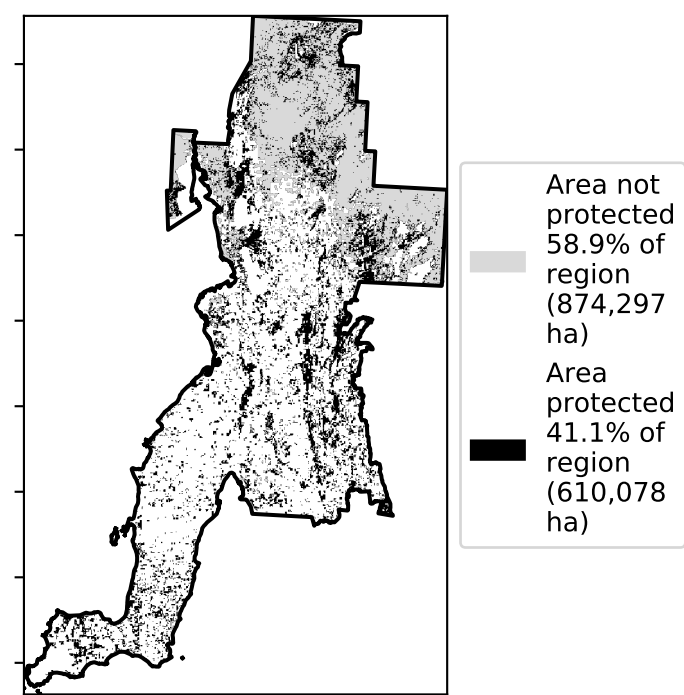 Area not
protected
58.9% of
region
(874,297
ha)
Area
protected
41.1% of
region
(610,078
ha)